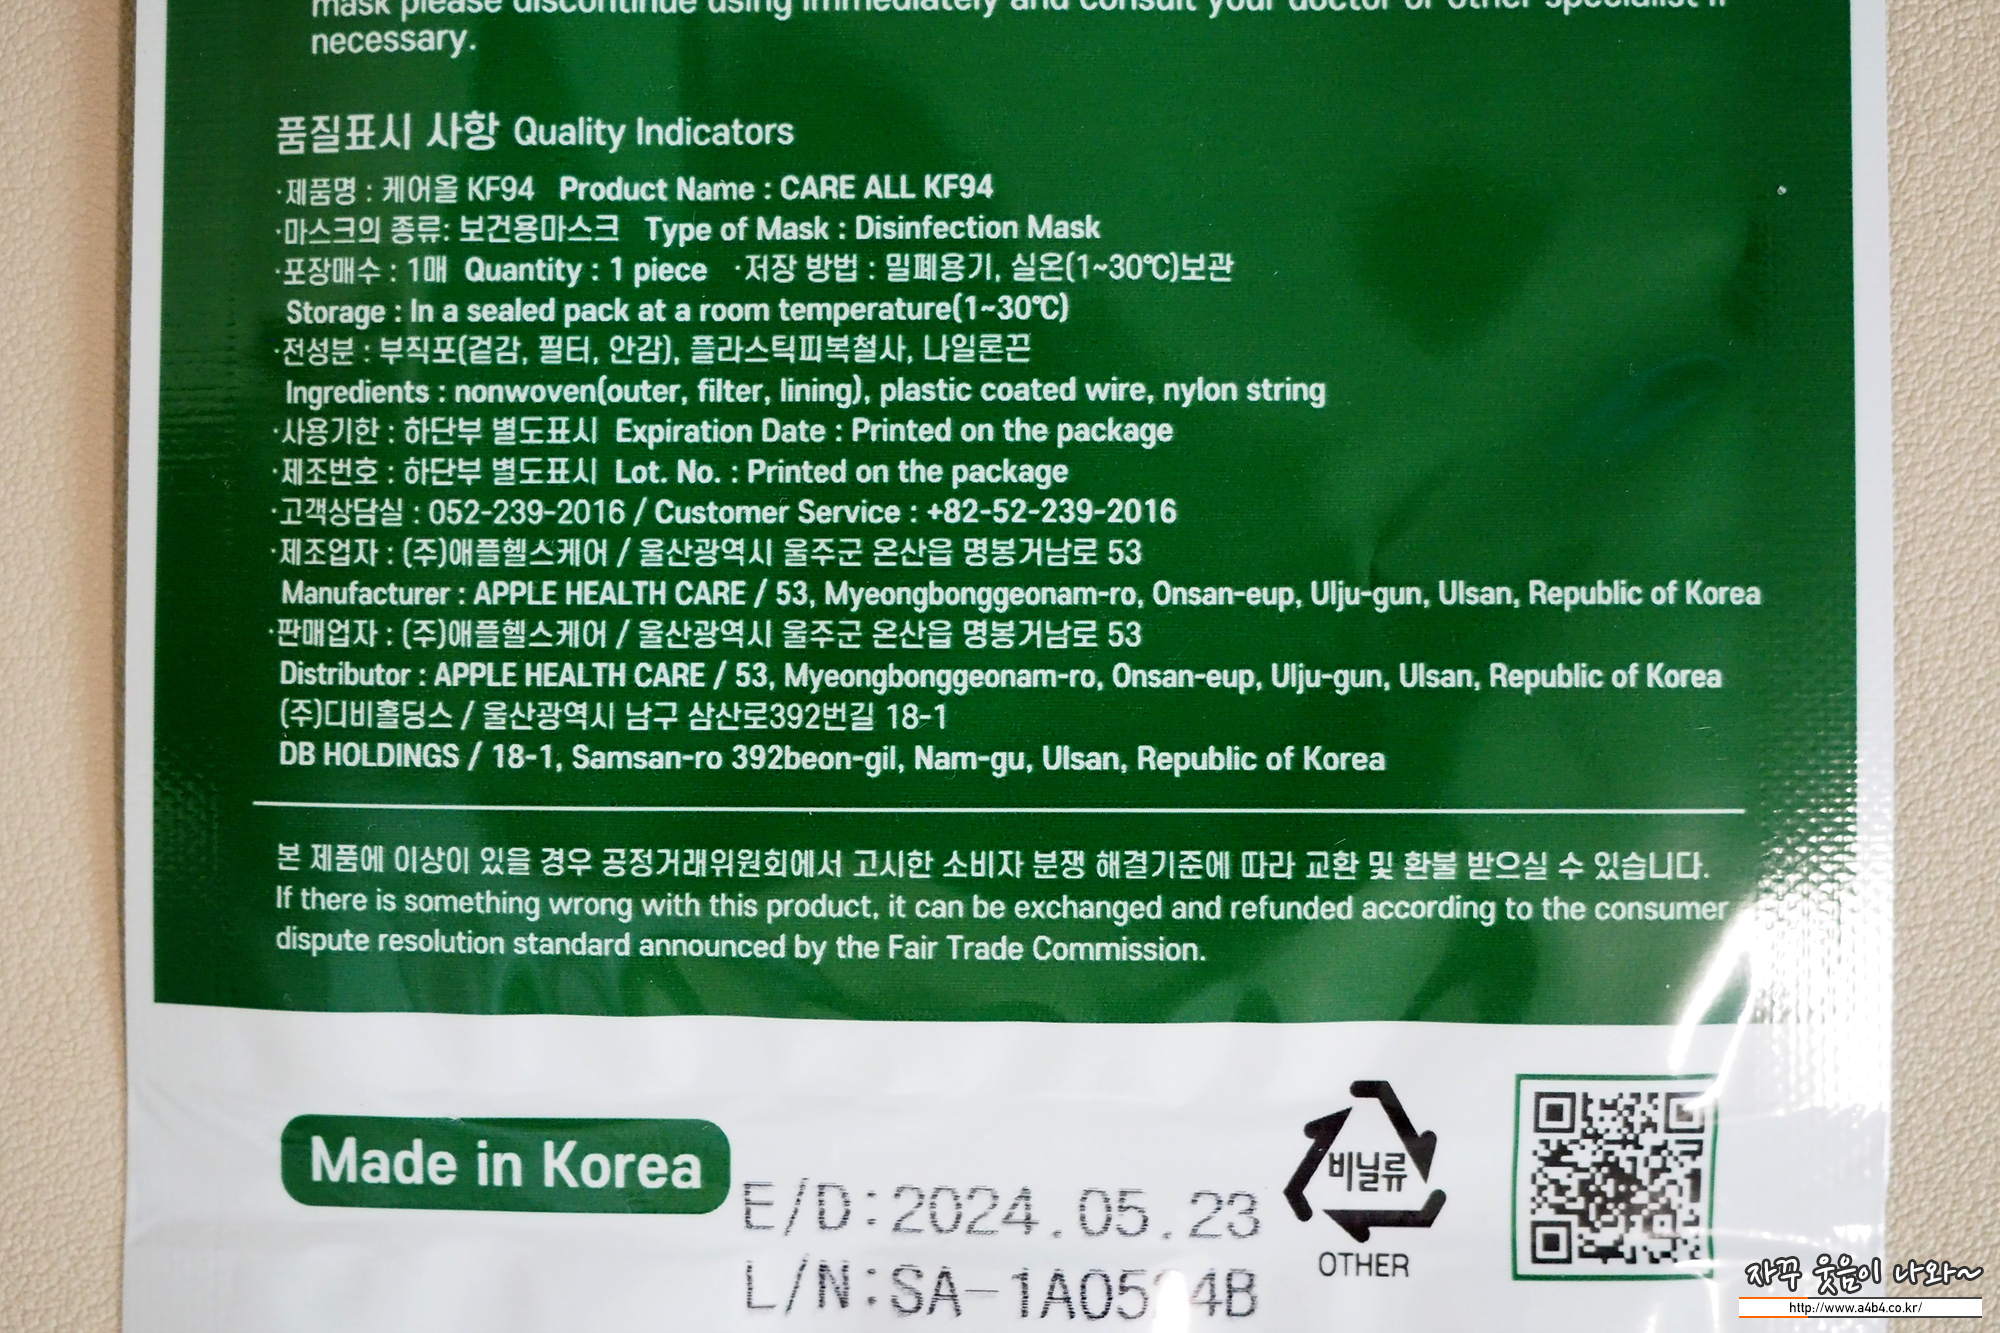 mask please discontinue using immediately and consult your doctor or other specialist if
necessary.
품질표시 사항 Quality Indicators
·제품명 : 케어올 KF94 Product Name : CARE ALL KF94
·마스크의 종류: 보건용마스크 Type of Mask : Disinfection Mask
·포장매수 : 1매 Quantity : 1 piece ·저장 방법 : 밀폐용기, 실온(1~30℃)보관
Storage : In a sealed pack at a room temperature(1~30℃)
·전성분 : 부직포(겉감, 필터, 안감), 플라스틱피복철사, 나일론끈
Ingredients : nonwoven(outer, filter, lining), plastic coated wire, nylon string
·사용기한 : 하단부 별도표시 Expiration Date : Printed on the package
·제조번호 : 하단부 별도표시 Lot. No. : Printed on the package
·고객상담실 : 052-239-2016 / Customer Service : +82-52-239-2016
·제조업자 : (주)애플헬스케어 / 울산광역시 울주군 온산읍 명봉거남로 53
Manufacturer : APPLE HEALTH CARE / 53, Myeongbonggeonam-ro, Onsan-eup, Ulju-gun, Ulsan, Republic of Korea
·판매업자 : (주)애플헬스케어 / 울산광역시 울주군 온산읍 명봉거남로 53
Distributor : APPLE HEALTH CARE / 53, Myeongbonggeonam-ro, Onsan-eup, Ulju-gun, Ulsan, Republic of Korea
(주)디비홀딩스 / 울산광역시 남구 삼산로392번길 18-1
DB HOLDINGS / 18-1, Samsan-ro 392beon-gil, Nam-gu, Ulsan, Republic of Korea
본 제품에 이상이 있을 경우 공정거래위원회에서 고시한 소비자 분쟁 해결기준에 따라 교환 및 환불 받으실 수 있습니다.
If there is something wrong with this product, it can be exchanged and refunded according to the consumer
dispute resolution standard announced by the Fair Trade Commission.
Made in Korea
E/D:2024.05.23
L/N:
비닐류
OTHER
자꾸 웃음이 나와~
http://www.a4b4.co.kr/